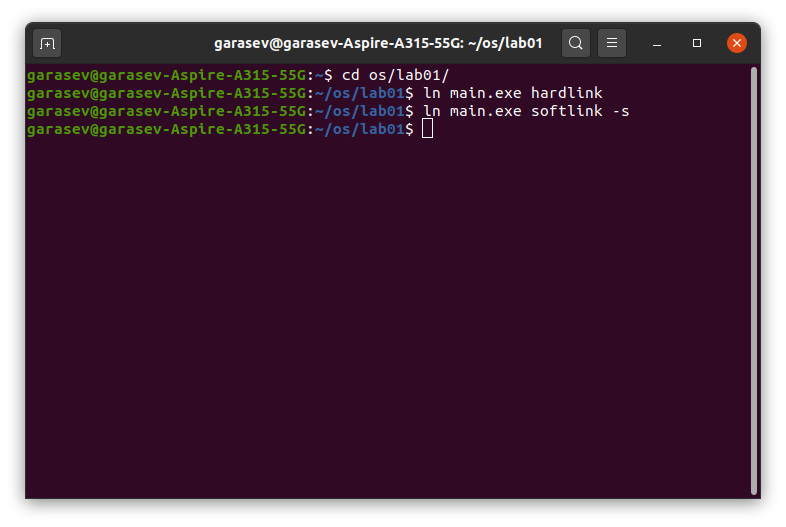 garasev@garasev-Aspire-A315-55G: ~/os/lab01
garasev@garasev-Aspire-A315-55G:~$ cd os/lab01/
garasev@garasev-Aspire-A315-55G:~/os/lab01$ ln main.exe hardlink
garasev@garasev-Aspire-A315-55G:~/os/lab01$ ln main.exe softlink -s
garasev@garasev-Aspire-A315-55G:~/os/lab01$